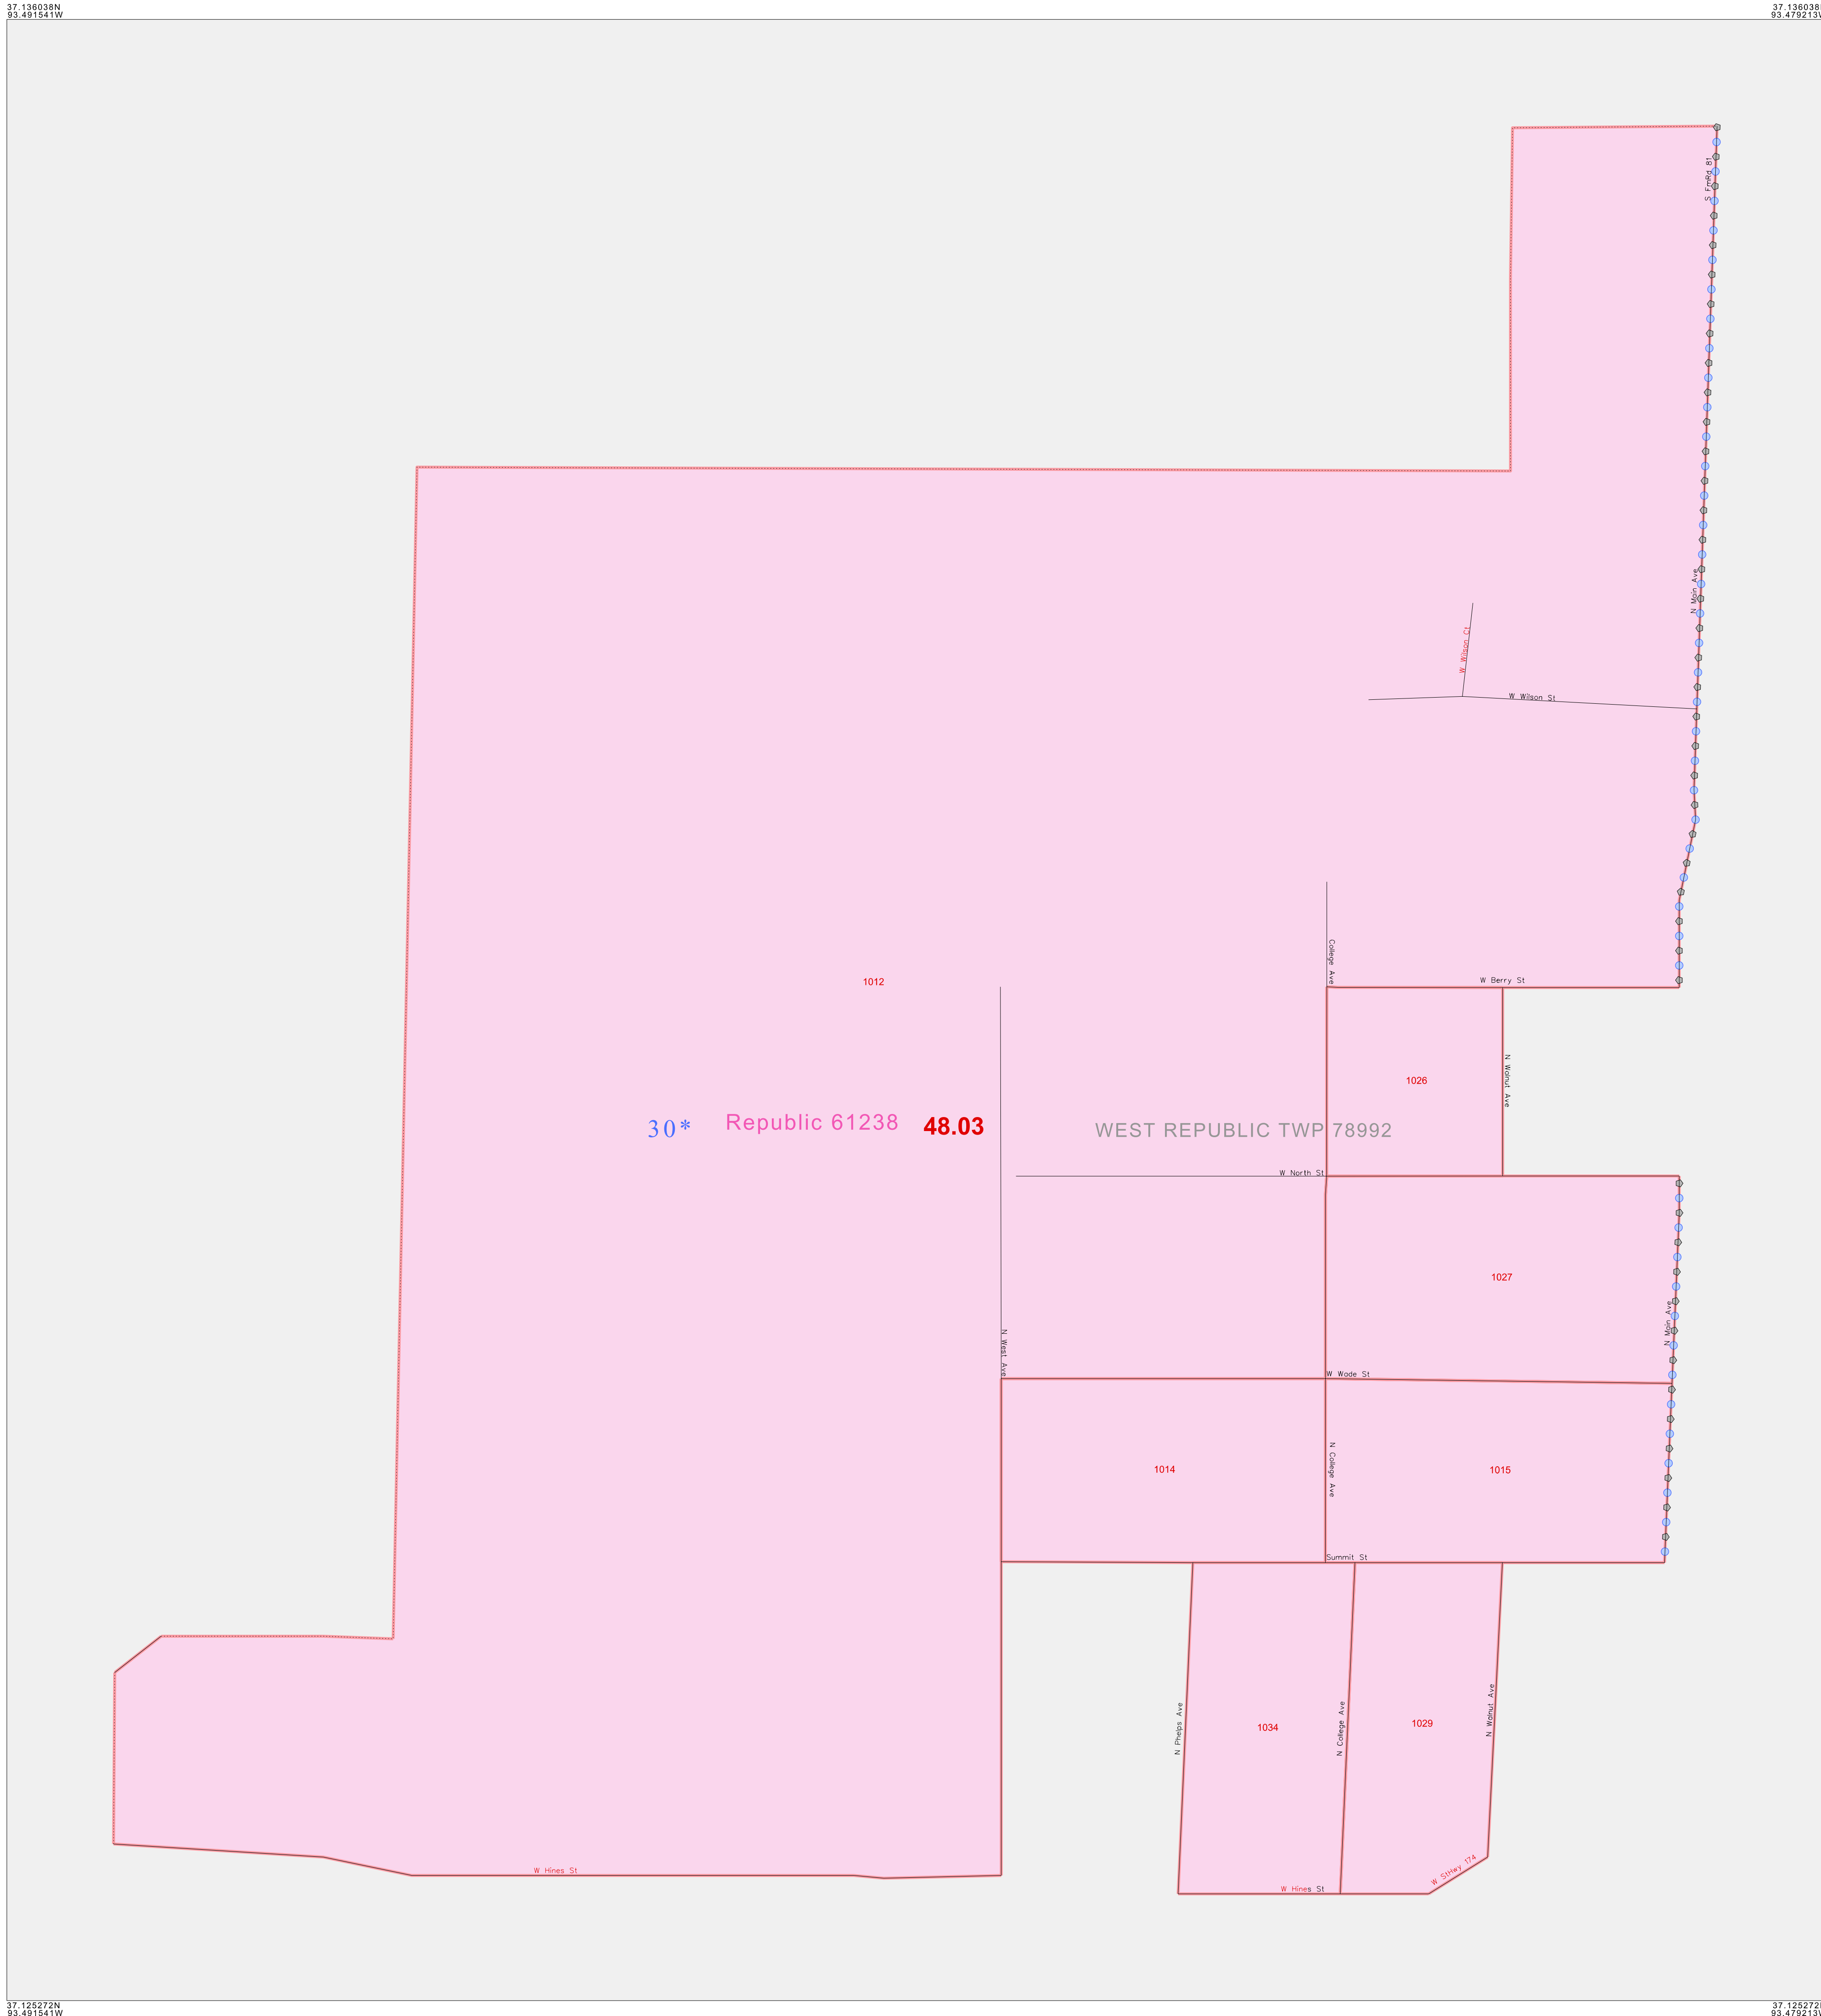 37.136038N
93.491541W
37.136038
93.479213W
S FmRd 81
N Main Ave
W Wilson Ct
W Wilson St
College Ave
1012
W Berry St
N Walnut Ave
1026
30*
Republic 61238
48.03
WEST REPUBLIC TWP 78992
W North St
1027
N Main Ave
N West Ave
W Wade St
1014
N College Ave
1015
Summit St
N Phelps Ave
1034
N College Ave
1029
N Walnut Ave
W StHwy 174
W Hines St
W Hines St
37.125272N
93.491541W
37.125272
93.479213W